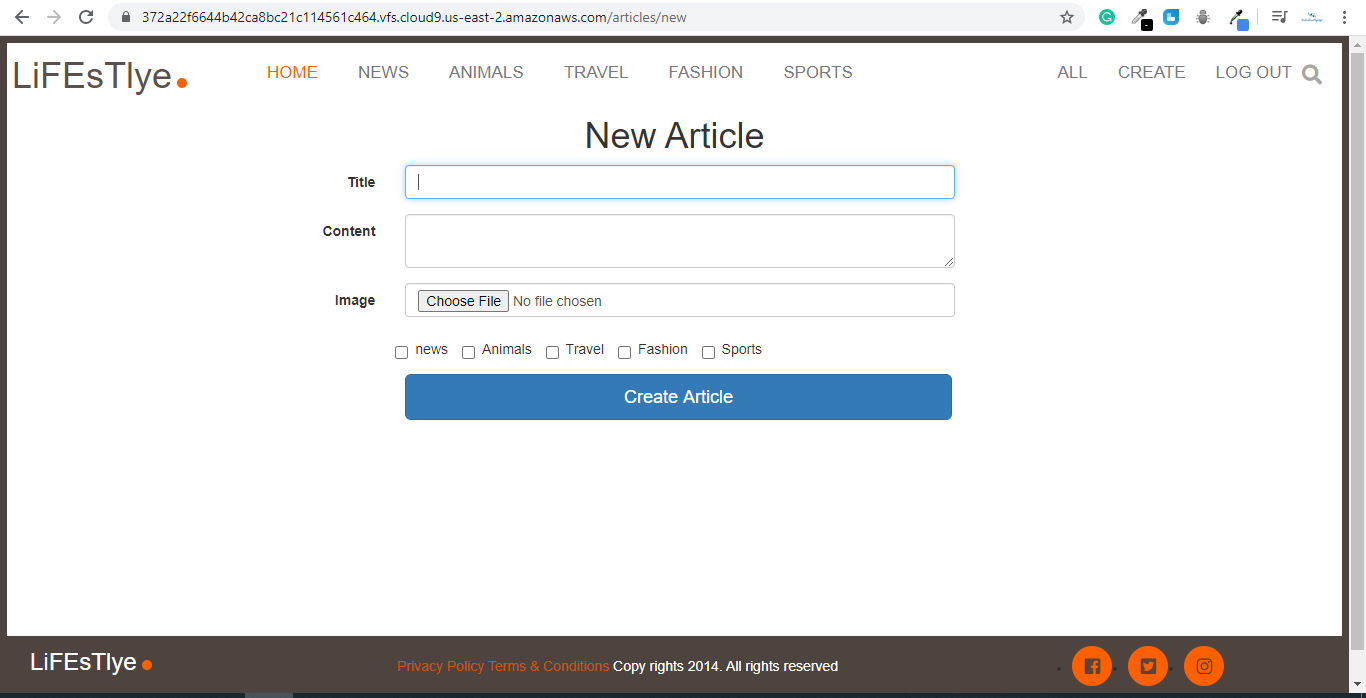 372a22f6644b42ca8bc21c114561c464.vfs.cloud9.us-east-2.amazonaws.com/articles/new
LiFEsTlye HOME NEWS ANIMALS TRAVEL FASHION SPORTS ALL CREATE LOG OUT
New Article
Title
Content
Image Choose File No file chosen
news Animals Travel Fashion Sports
Create Article
LiFEsTlye Privacy Policy Terms & Conditions Copy rights 2014. All rights reserved